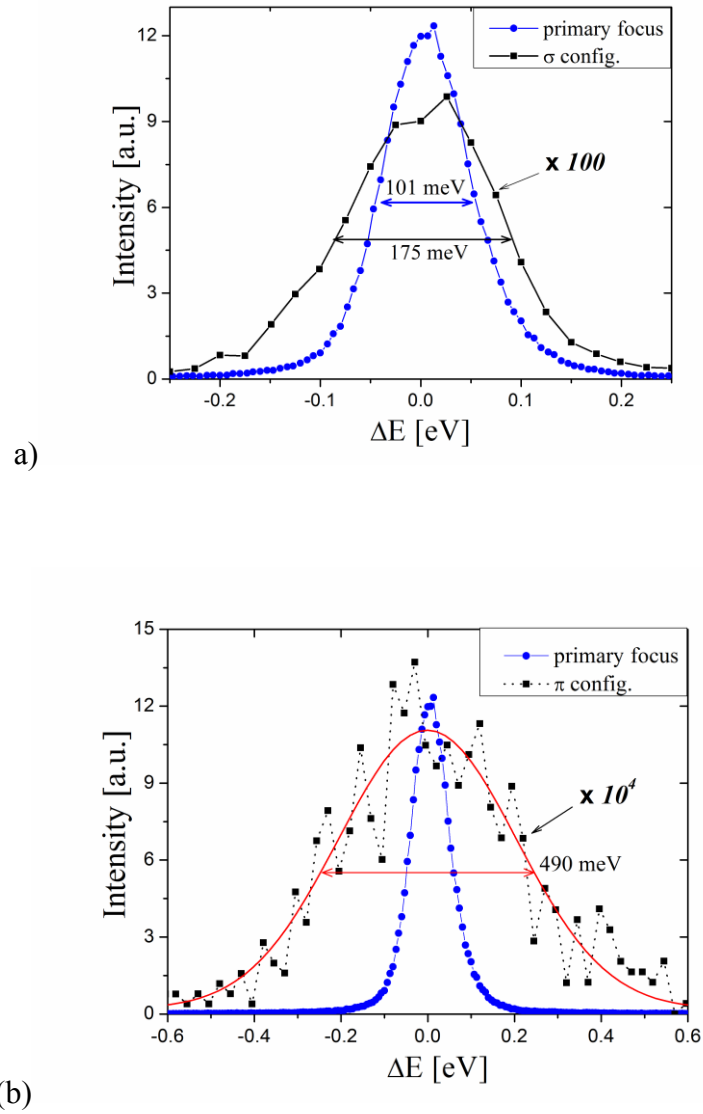 12
9
6
3
0
Intensity [a.u.]
primary focus
σ config.
x 100
101 meV
175 meV
-0.2
-0.1
0.0
0.1
0.2
ΔE [eV]
a)
15
12
9
6
3
0
Intensity [a.u.]
primary focus
π config.
x 10⁴
490 meV
-0.6
-0.4
-0.2
0.0
0.2
0.4
0.6
ΔE [eV]
(b)